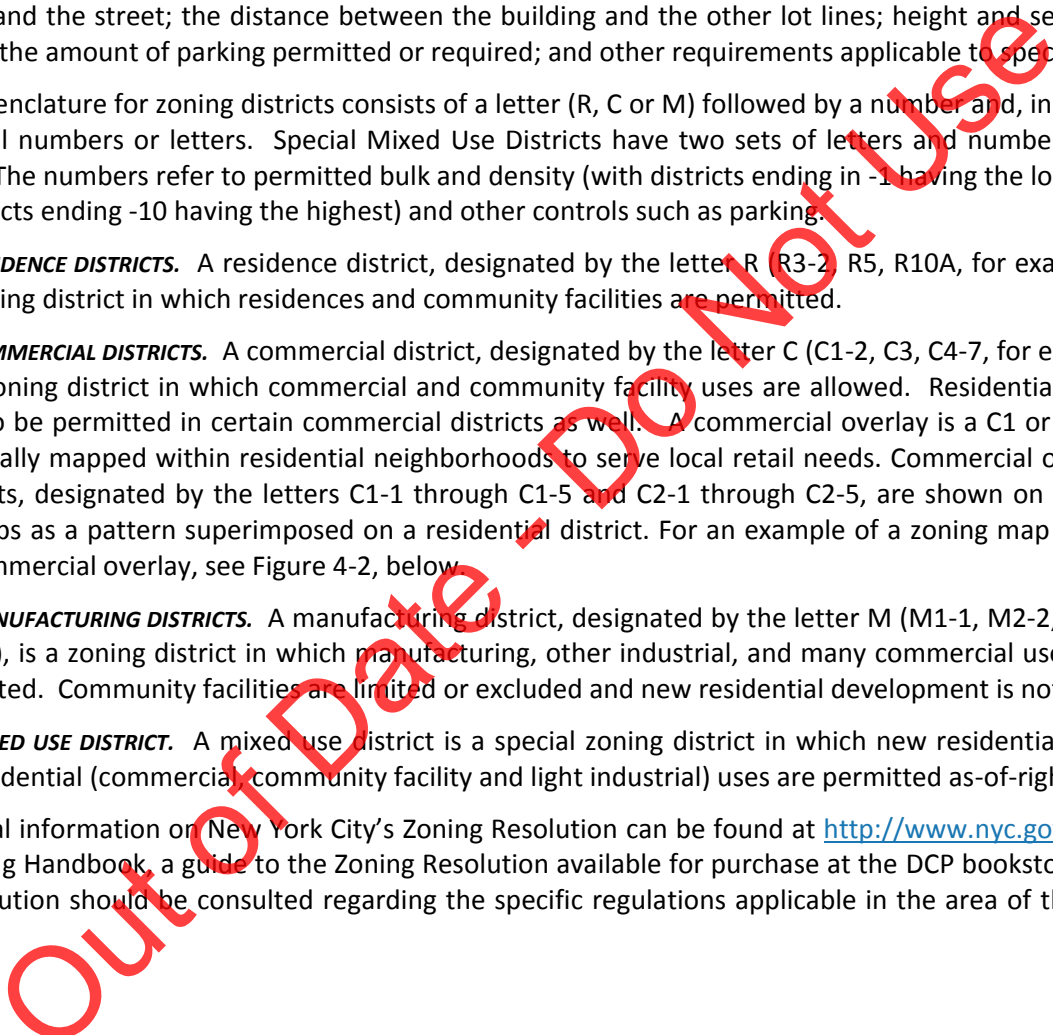 and the street; the distance between the building and the other lot lines; height and se
the amount of parking permitted or required; and other requirements applicable to spec
enclature for zoning districts consists of a letter (R, C or M) followed by a number and, in
l numbers or letters. Special Mixed Use Districts have two sets of letters and numbe
The numbers refer to permitted bulk and density (with districts ending in -1 having the lo
cts ending -10 having the highest) and other controls such as parking.
IDENCE DISTRICTS. A residence district, designated by the letter R (R3-2, R5, R10A, for exa
ing district in which residences and community facilities are permitted.
MMERCIAL DISTRICTS. A commercial district, designated by the letter C (C1-2, C3, C4-7, for e
oning district in which commercial and community facility uses are allowed. Residential
o be permitted in certain commercial districts as well. A commercial overlay is a C1 or
ally mapped within residential neighborhoods to serve local retail needs. Commercial o
ts, designated by the letters C1-1 through C1-5 and C2-1 through C2-5, are shown on
ps as a pattern superimposed on a residential district. For an example of a zoning map
mmercial overlay, see Figure 4-2, below.
NUFACTURING DISTRICTS. A manufacturing district, designated by the letter M (M1-1, M2-2,
), is a zoning district in which manufacturing, other industrial, and many commercial use
ted. Community facilities are limited or excluded and new residential development is not
ED USE DISTRICT. A mixed use district is a special zoning district in which new residentia
idential (commercial, community facility and light industrial) uses are permitted as-of-righ
al information on New York City's Zoning Resolution can be found at http://www.nyc.go
g Handbook, a guide to the Zoning Resolution available for purchase at the DCP booksto
ution should be consulted regarding the specific regulations applicable in the area of th
Out of Date - Do Not Use